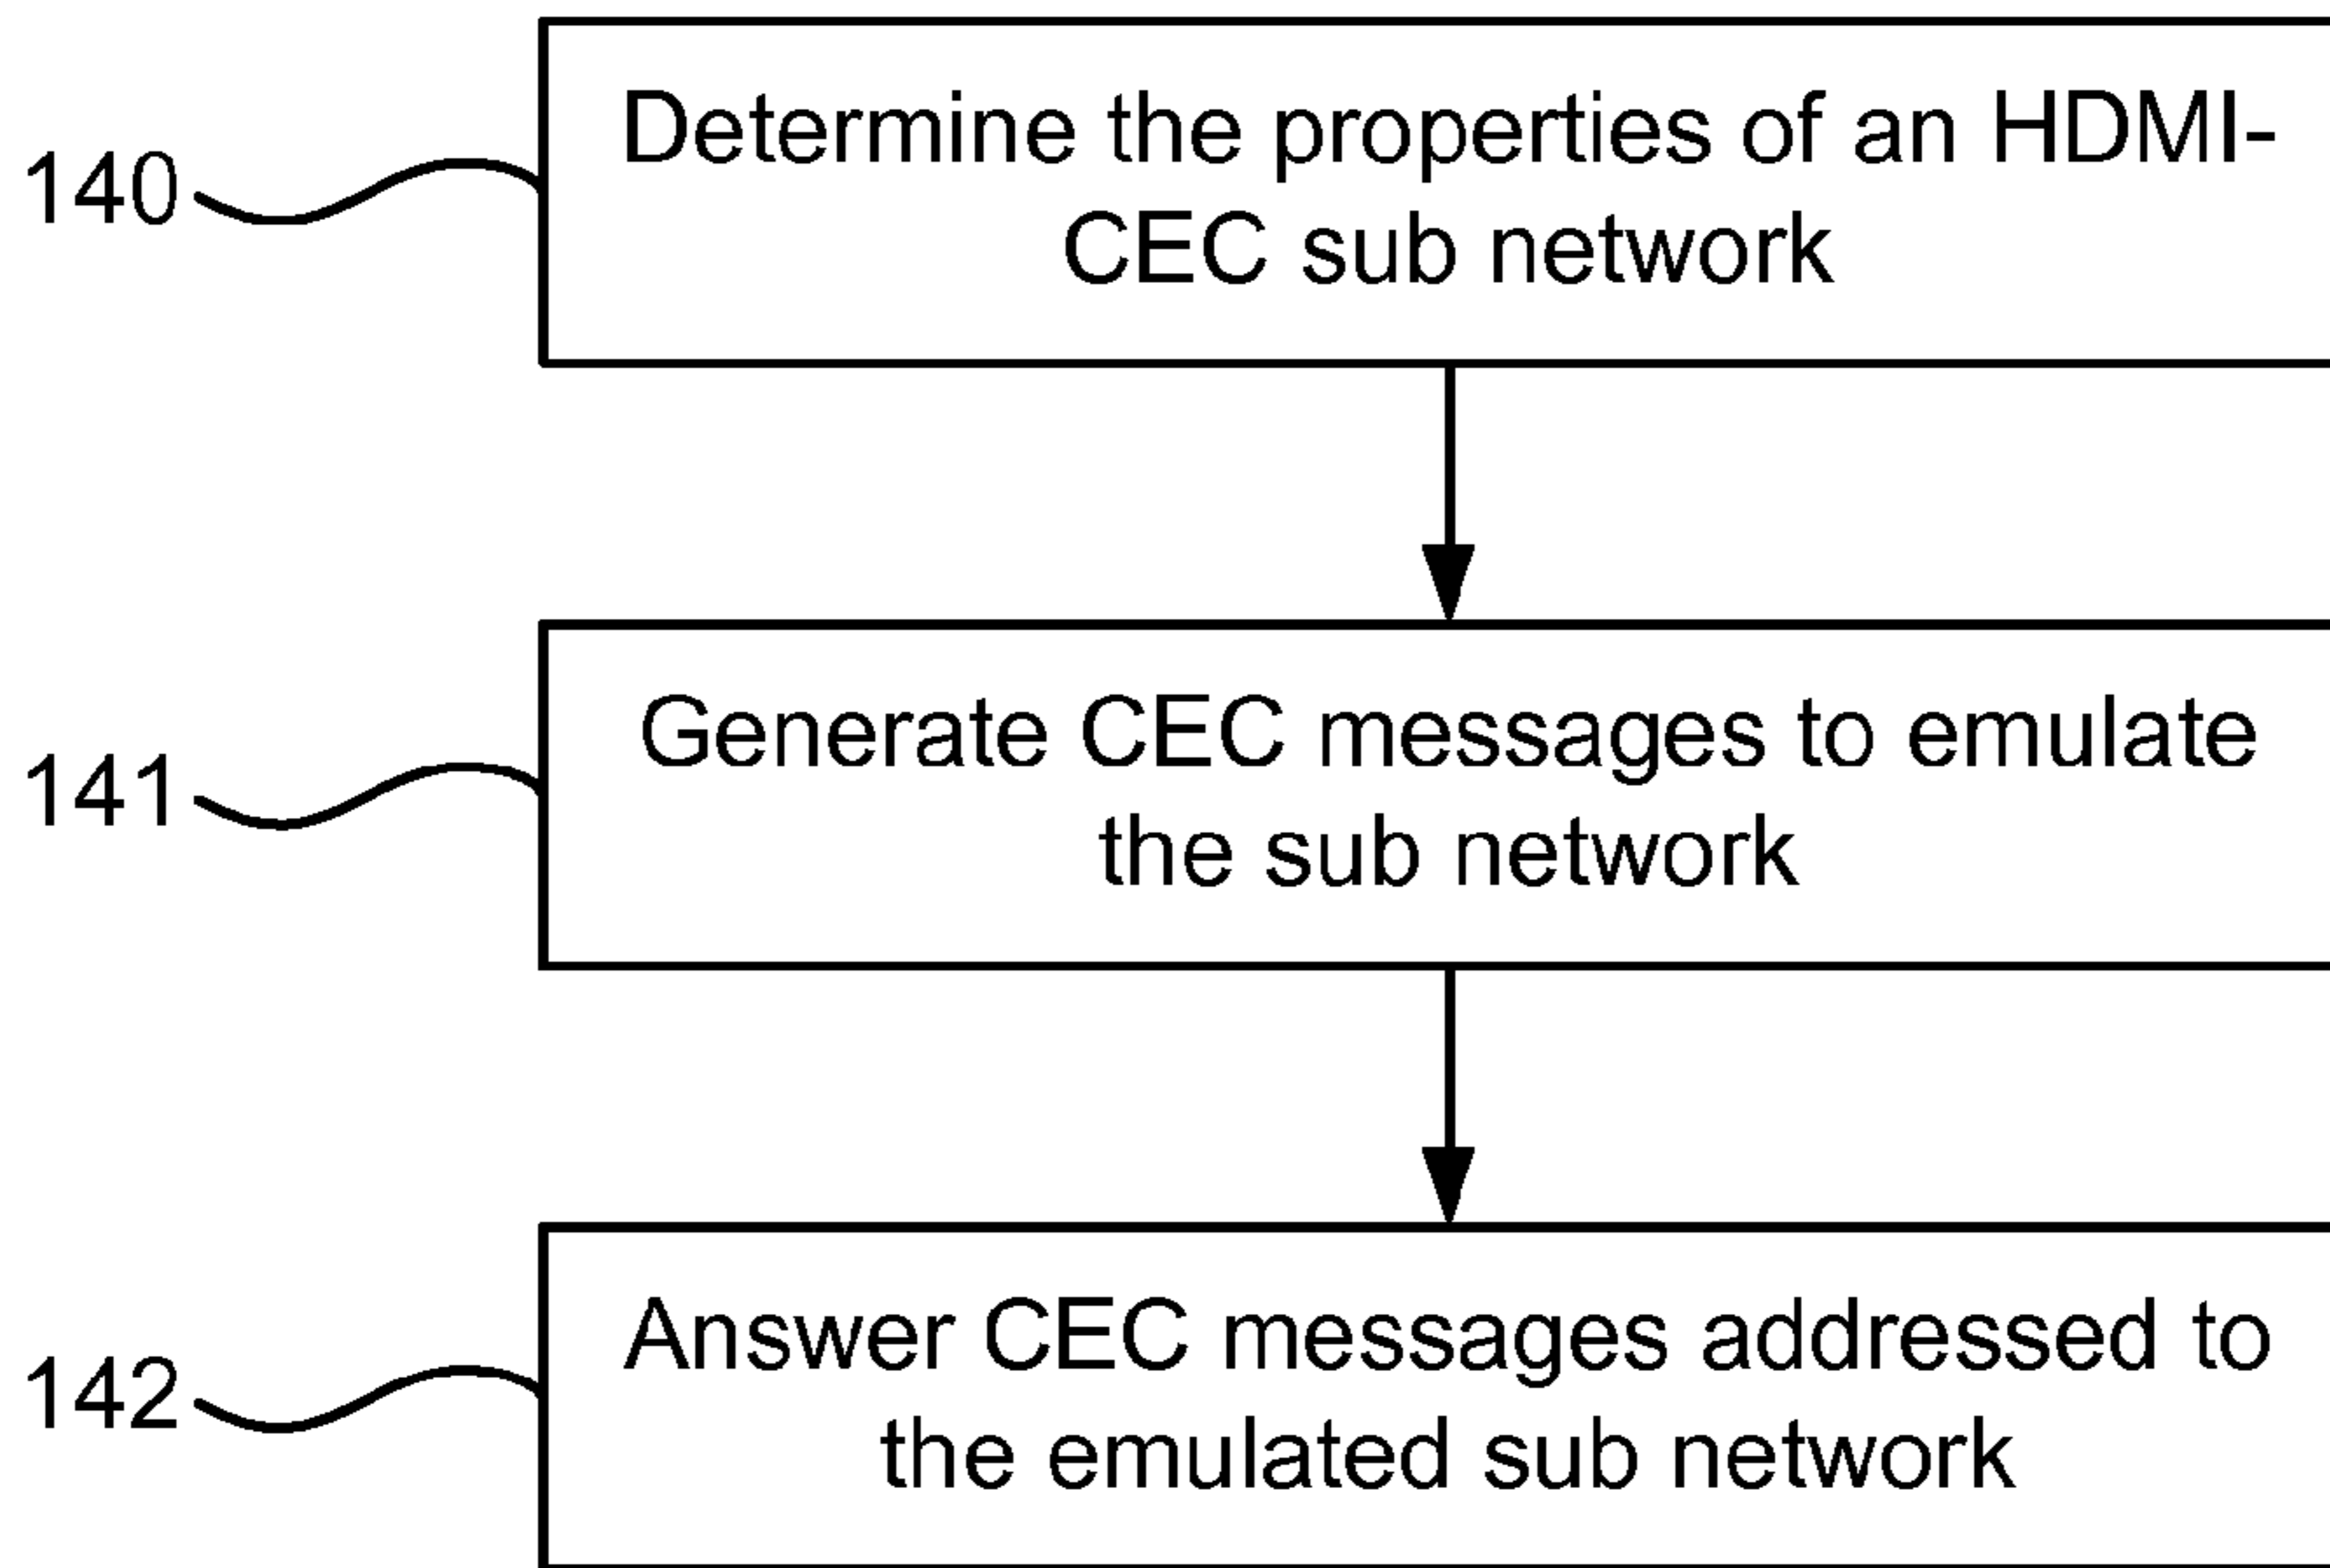 140
Determine the properties of an HDMI-
CEC sub network
141
Generate CEC messages to emulate
the sub network
142
Answer CEC messages addressed to
the emulated sub network